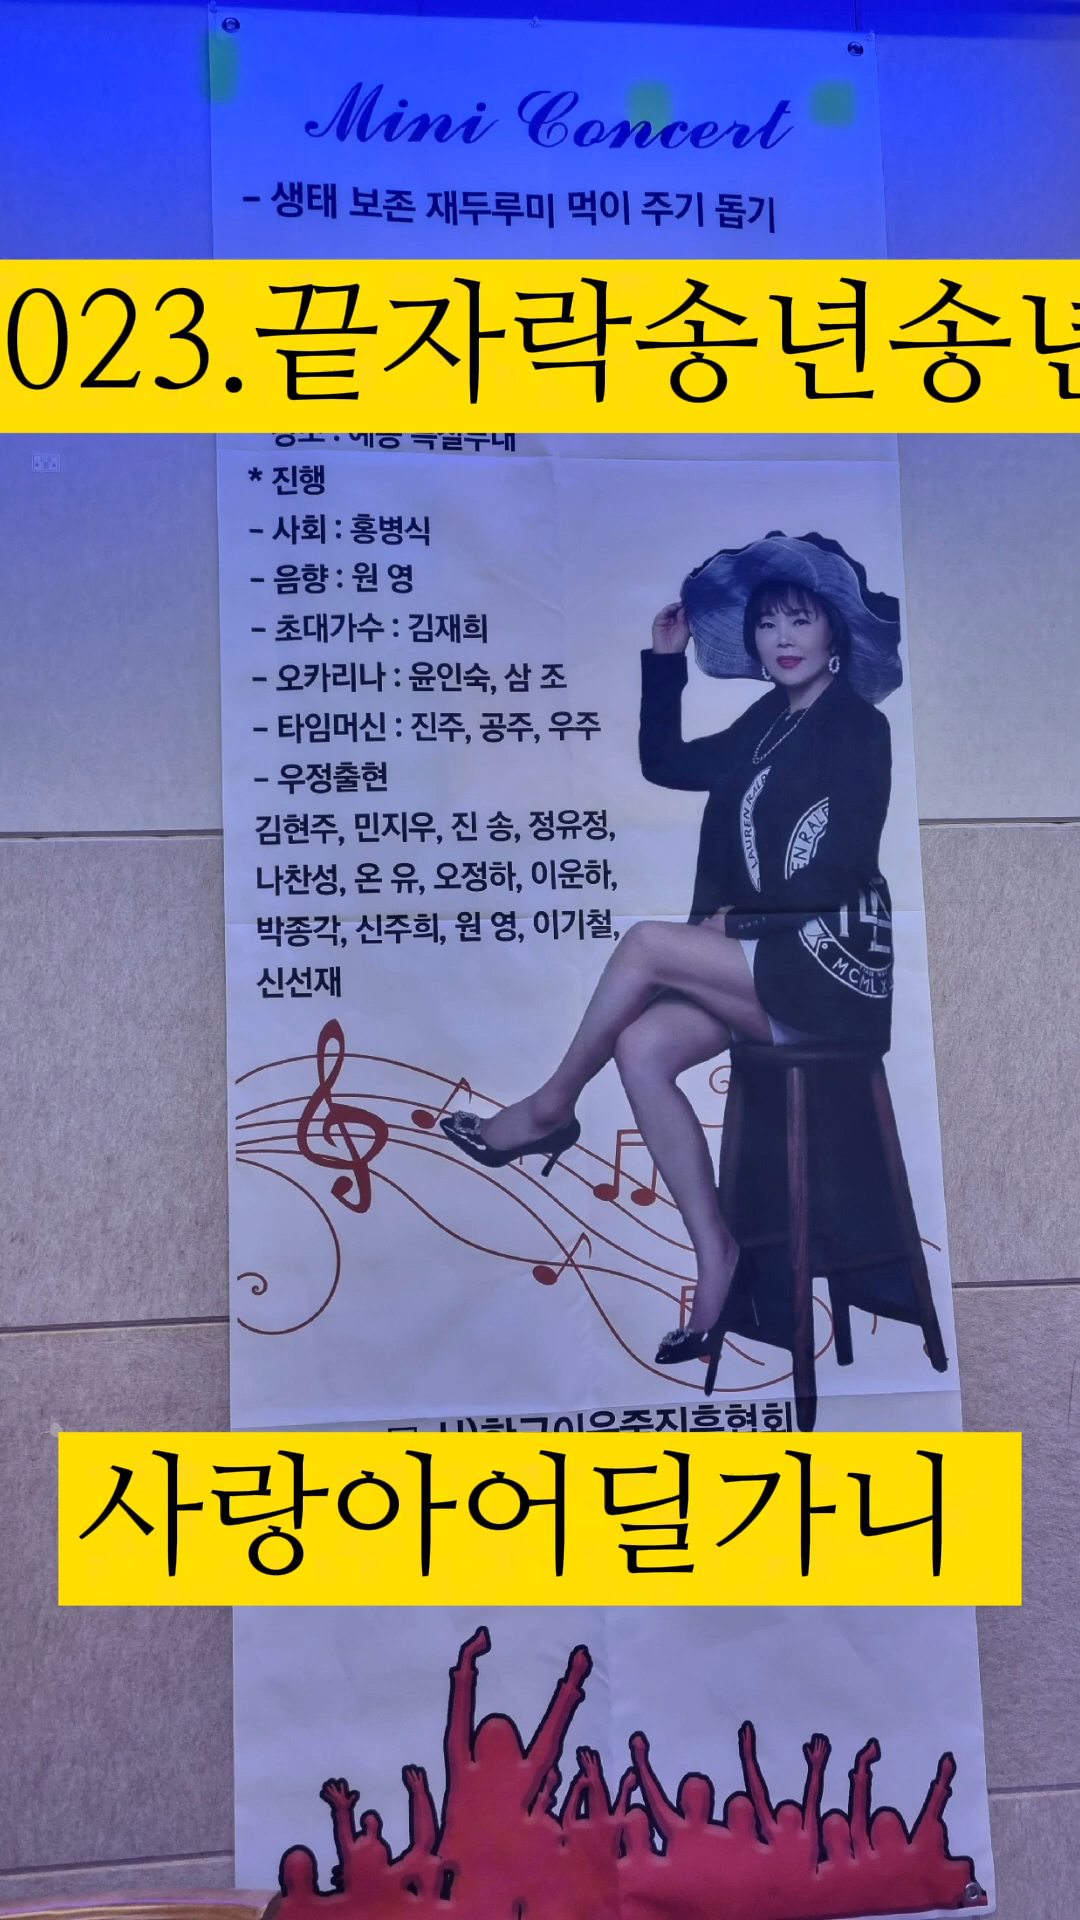 Mini Concert
- 생태 보존 재두루미 먹이 주기 돕기
023.끝자락송년송년
* 진행
- 사회 : 홍병식
- 음향 : 원 영
- 초대가수 : 김재희
- 오카리나 : 윤인숙, 삼 조
- 타임머신 : 진주, 공주, 우주
- 우정출현
김현주, 민지우, 진 송, 정유정,
나찬성, 온 유, 오정하, 이운하,
박종각, 신주희, 원 영, 이기철,
신선재
LAUREN RALP
EN RALP
MCMLX
사랑아어딜가니